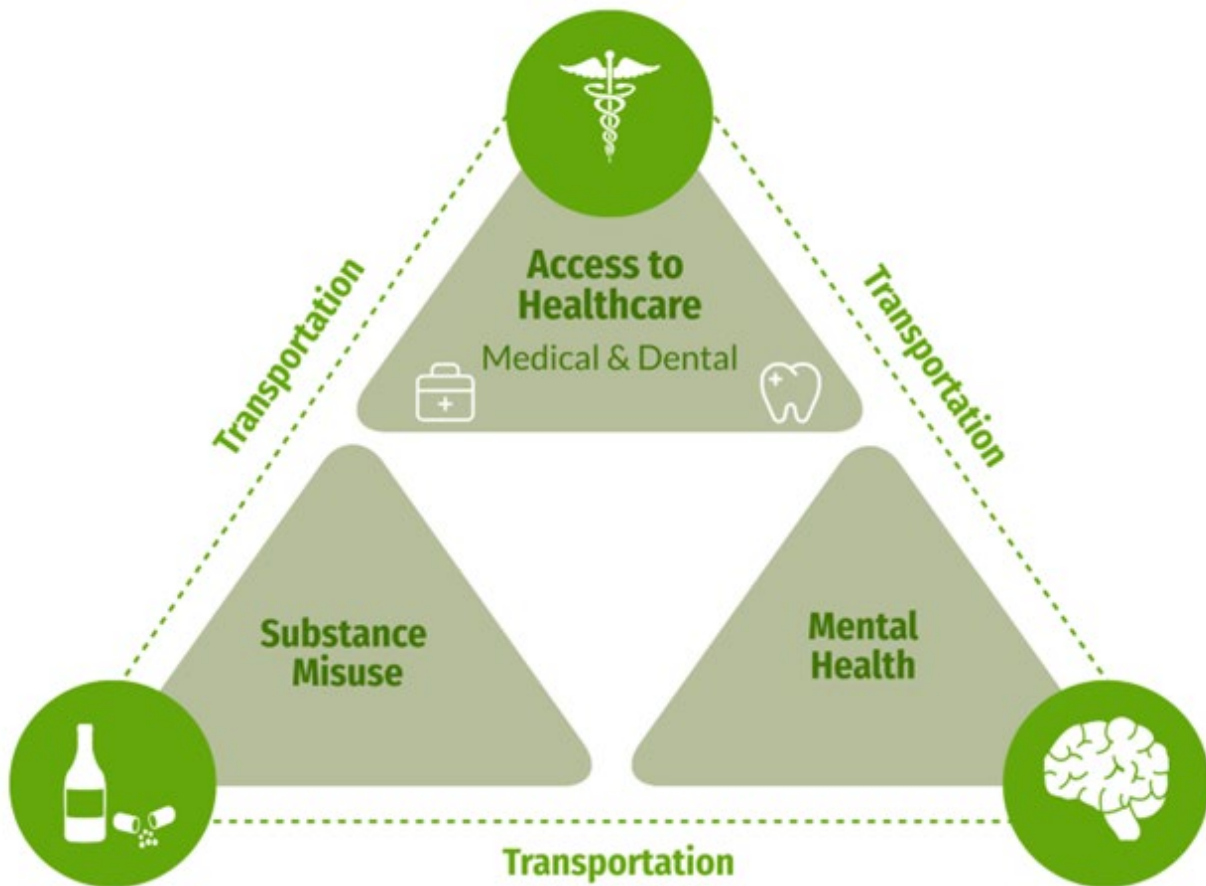 Access to
Healthcare
Medical & Dental
Transportation
Transportation
Substance
Misuse
Mental
Health
Transportation